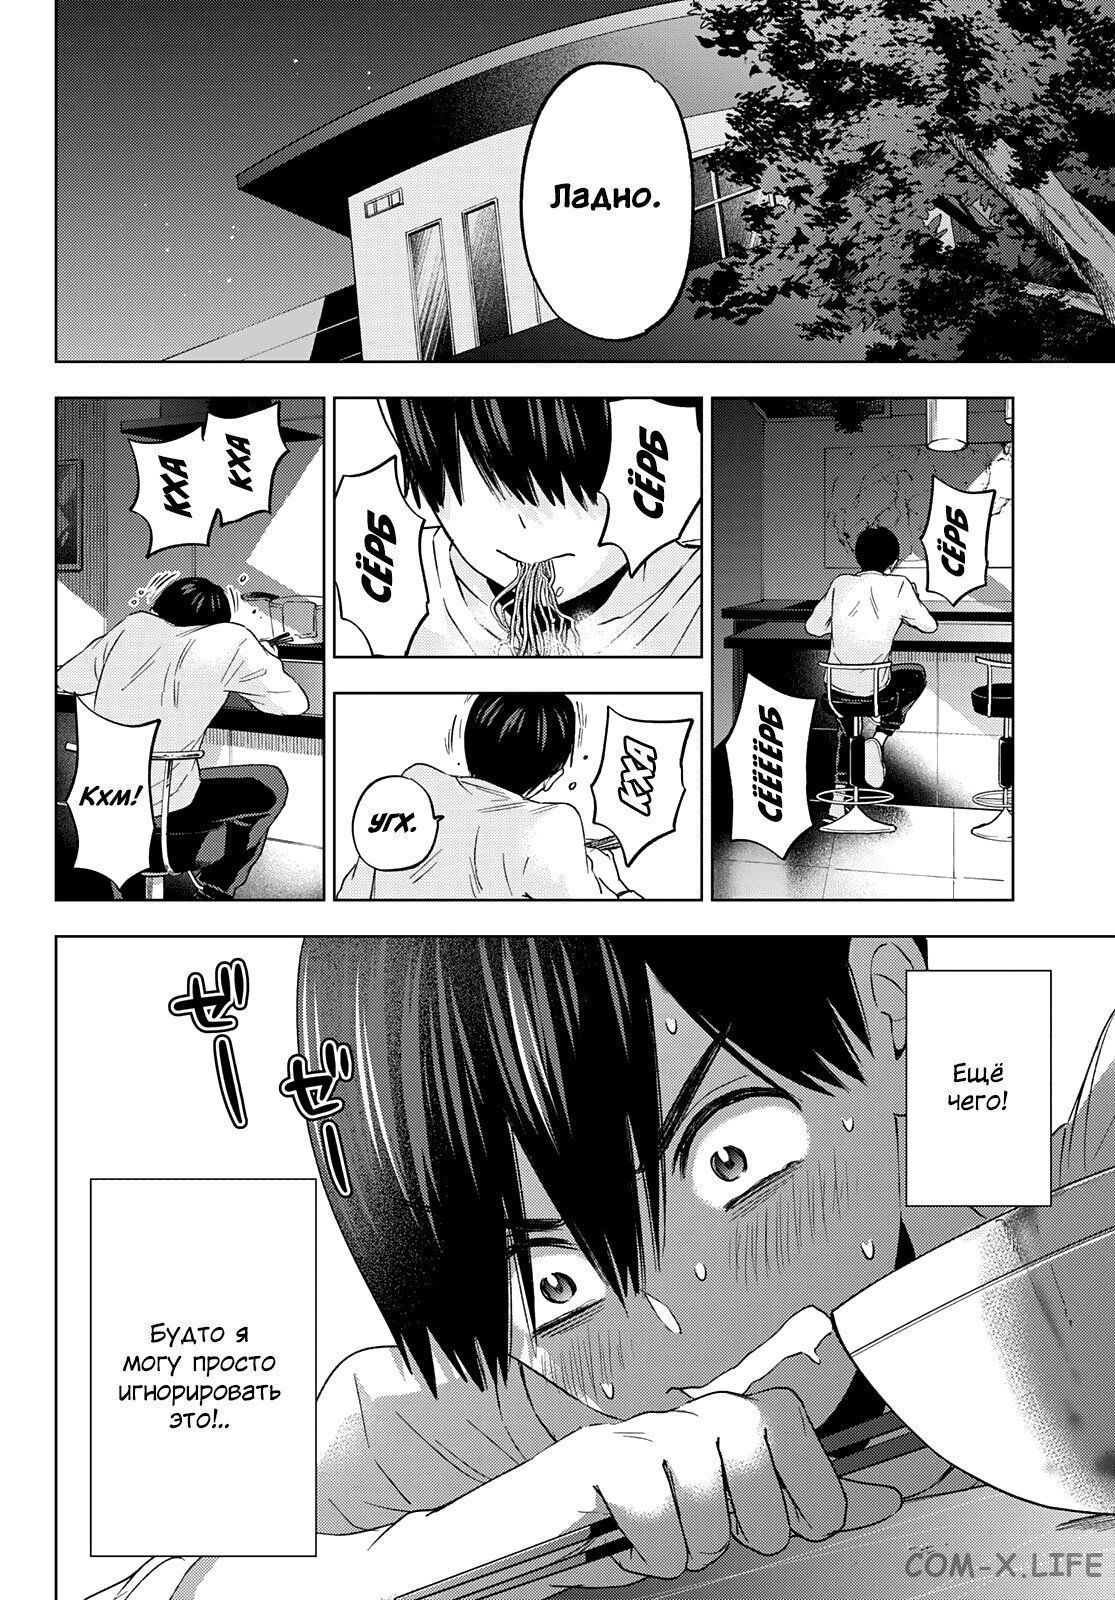 Ладно.
СЁРБ
СЁЁЁЁРБ
СЁРБ
СЁРБ
КХА
УГХ.
КХА
КХА
Кхм!
Ещё
чего!
ゼー
ゼー
Будто я
могу просто
игнорировать
это!..
COM-X.LIFE